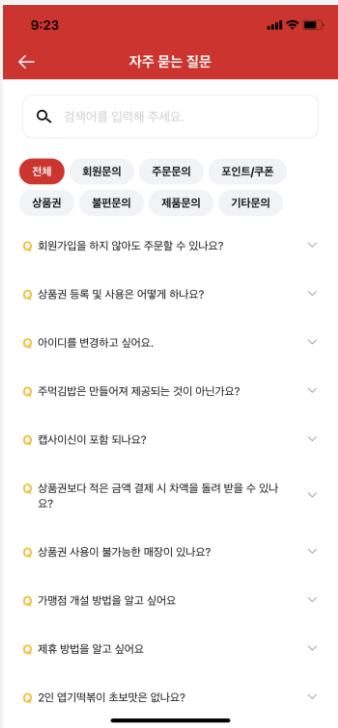 9:23
자주 묻는 질문
검색어를 입력해 주세요.
전체 회원문의 주문문의 포인트/쿠폰
상품권 불편문의 제품문의 기타문의
Q 회원가입을 하지 않아도 주문할 수 있나요?
Q 상품권 등록 및 사용은 어떻게 하나요?
Q 아이디를 변경하고 싶어요.
Q 주먹김밥은 만들어져 제공되는 것이 아닌가요?
Q 캡사이신이 포함 되나요?
Q 상품권보다 적은 금액 결제 시 차액을 돌려 받을 수 있나
요?
Q 상품권 사용이 불가능한 매장이 있나요?
Q 가맹점 개설 방법을 알고 싶어요
Q 제휴 방법을 알고 싶어요
Q 2인 엽기떡볶이 초보맛은 없나요?